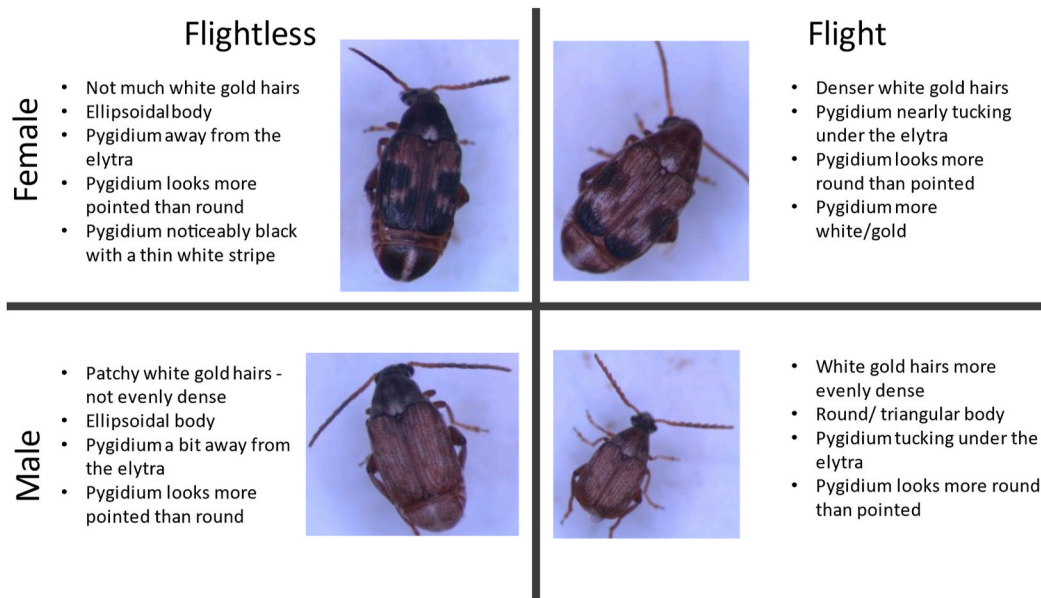 Flightless
Flight
Female
• Not much white gold hairs
• Ellipsoidal body
• Pygidium away from the
elytra
• Pygidium looks more
pointed than round
• Pygidium noticeably black
with a thin white stripe
• Denser white gold hairs
• Pygidium nearly tucking
under the elytra
• Pygidium looks more
round than pointed
• Pygidium more
white/gold
Male
• Patchy white gold hairs -
not evenly dense
• Ellipsoidal body
• Pygidium a bit away from
the elytra
• Pygidium looks more
pointed than round
• White gold hairs more
evenly dense
• Round/ triangular body
• Pygidium tucking under the
elytra
• Pygidium looks more round
than pointed